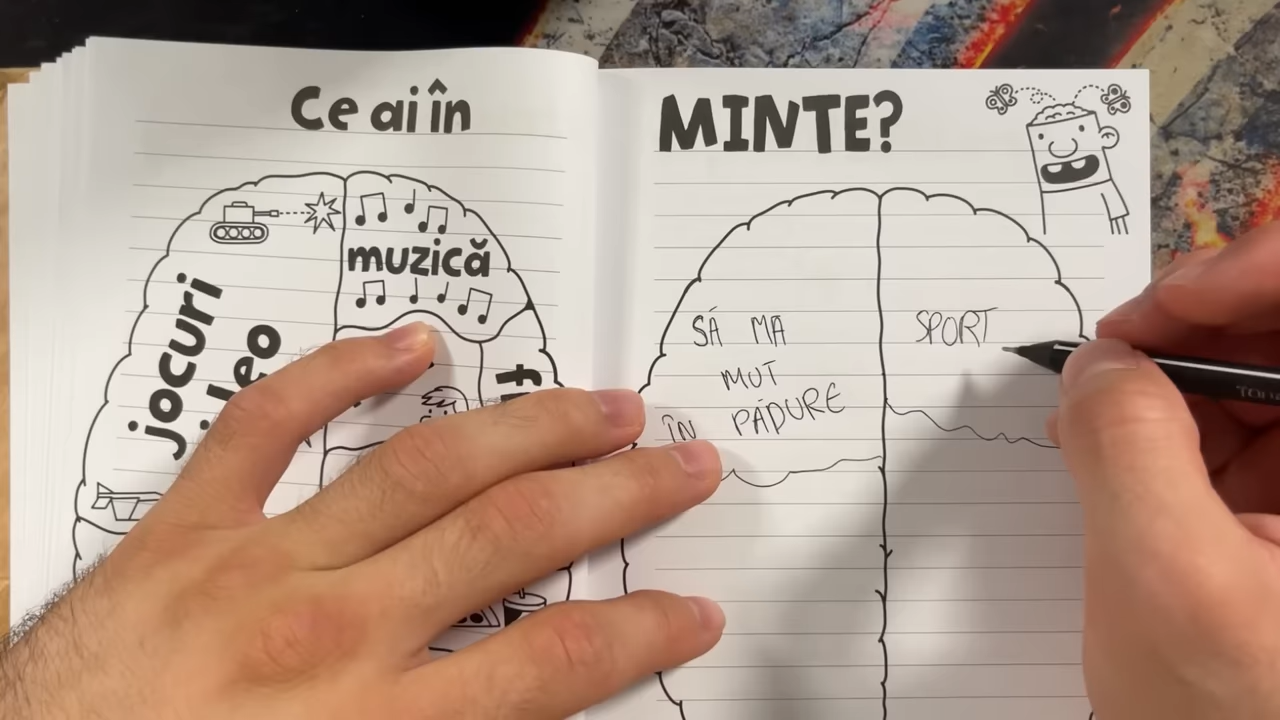 Ce ai în
MINTE?
muzică
jocuri
SĂ MA
MUT
ÎN PĂDURE
SPORT